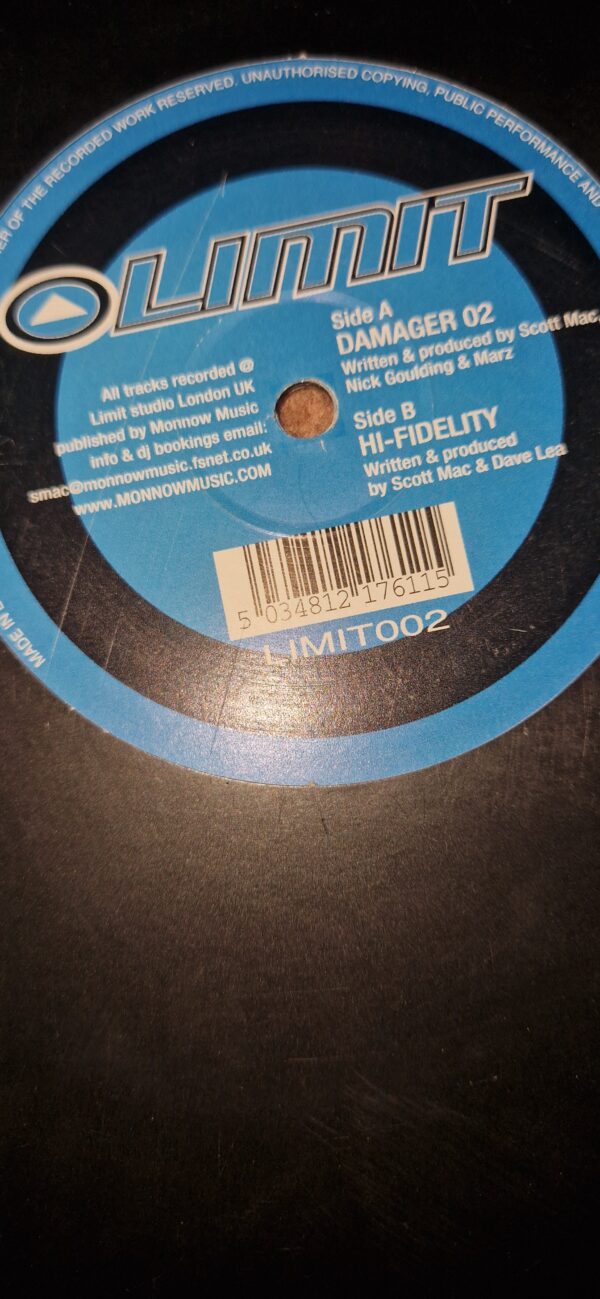 ER OF THE RECORDED WORK RESERVED. UNAUTHORISED COPYING, PUBLIC PERFORMANCE AND
LIMIT
Side A
DAMAGER 02
Written & produced by Scott Mac,
Nick Goulding & Marz
All tracks recorded @
Limit studio London UK
published by Monnow Music
info & dj bookings email:
smac@monnowmusic.fsnet.co.uk
www.MONNOWMUSIC.COM
Side B
HI-FIDELITY
Written & produced
by Scott Mac & Dave Lea
5 034812 176115
LIMIT002
MADE IN